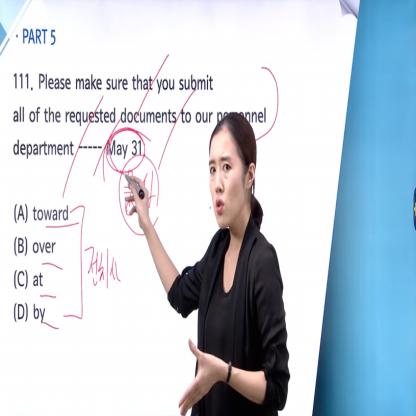 · PART 5
111. Please make sure that you submit
all of the requested documents to our personnel
department ----- May 31.
(A) toward
(B) over
(C) at
(D) by
전치사